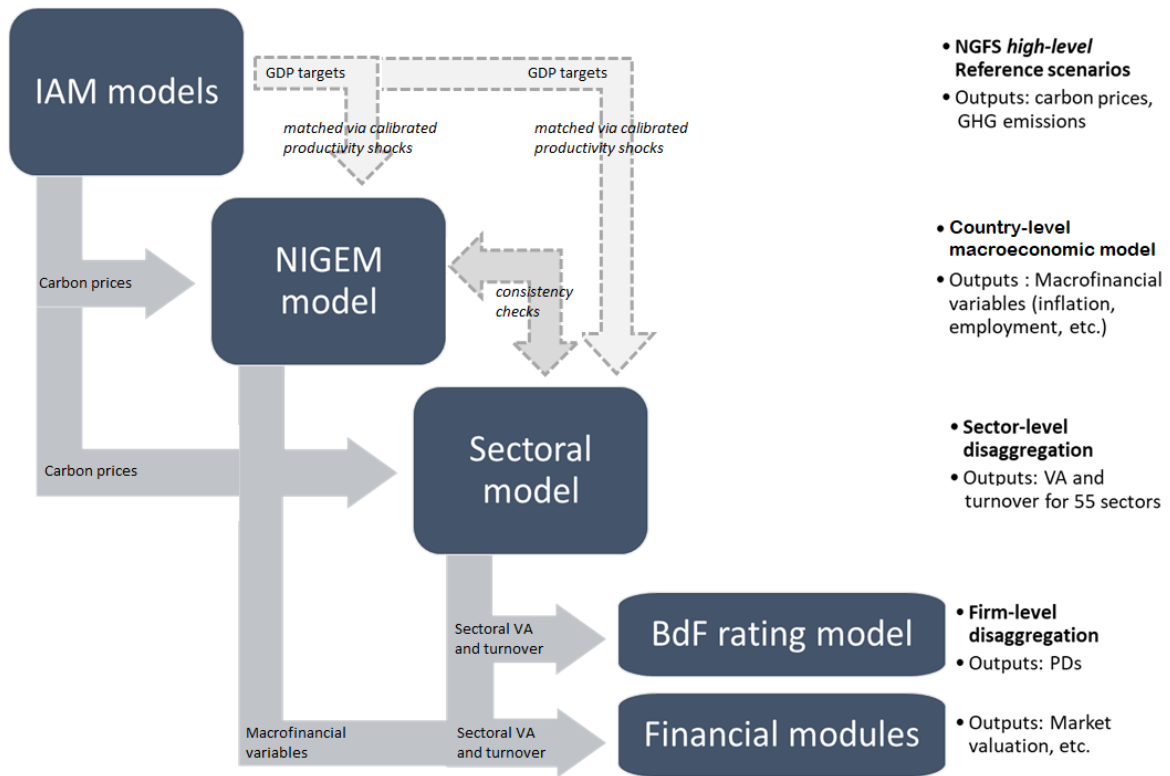 IAM models
GDP targets
GDP targets
matched via calibrated
productivity shocks
matched via calibrated
productivity shocks
• NGFS high-level
Reference scenarios
• Outputs: carbon prices,
GHG emissions
Carbon prices
NIGEM
model
consistency
checks
• Country-level
macroeconomic model
• Outputs : Macrofinancial
variables (inflation,
employment, etc.)
Carbon prices
Sectoral
model
• Sector-level
disaggregation
• Outputs: VA and
turnover for 55 sectors
Sectoral VA
and turnover
BdF rating model
• Firm-level
disaggregation
• Outputs: PDs
Macrofinancial
variables
Sectoral VA
and turnover
Financial modules
• Outputs: Market
valuation, etc.